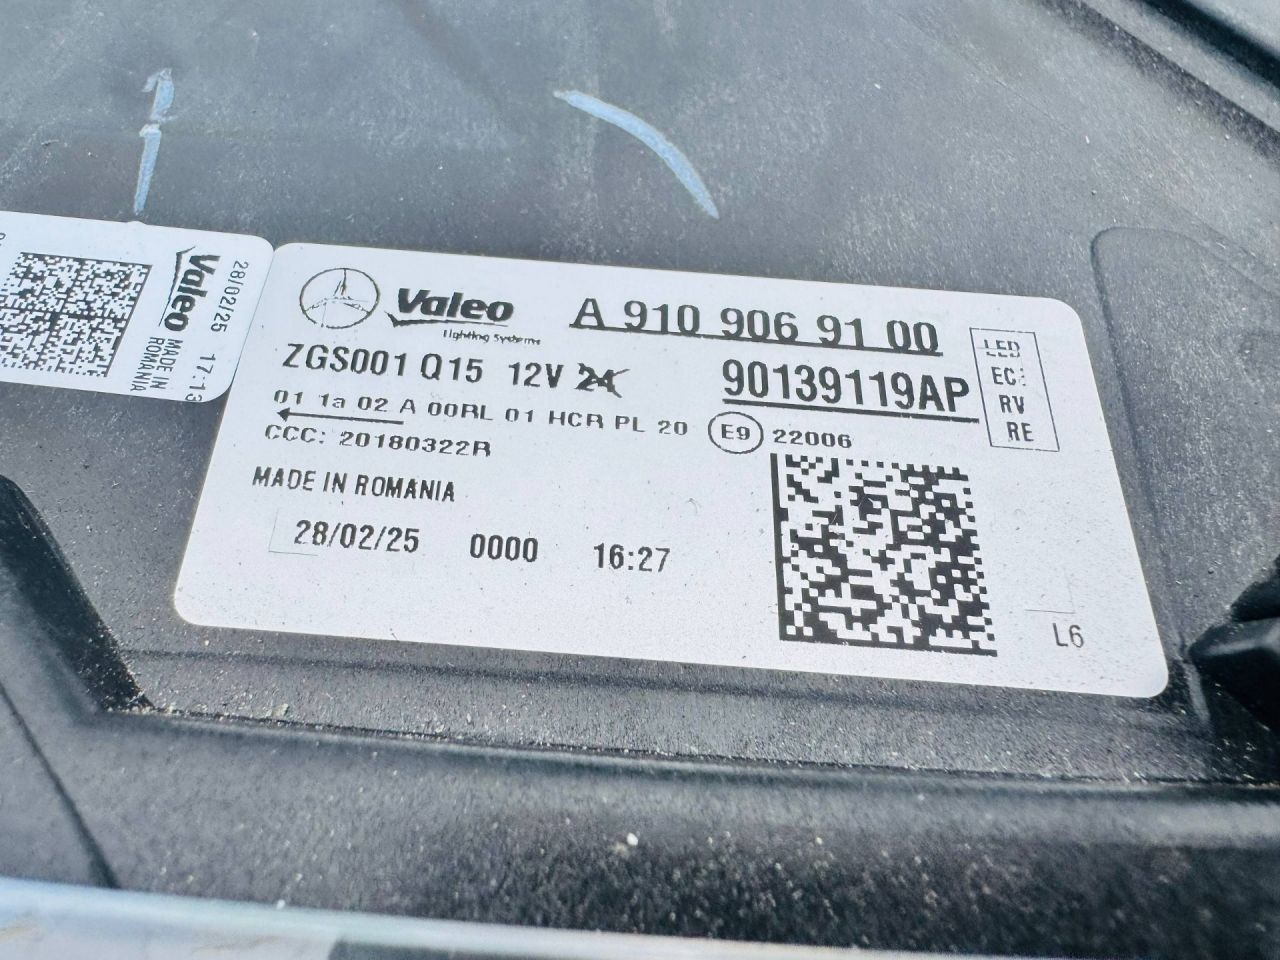 Valeo
MADE IN
ROMANIA
28/02/25 17:13
Valeo
Lighting Systems
A 910 906 91 00
ZGS001 Q15 12V 24
90139119AP
LED
EC
RV
RE
01 1a 02 A 00RL 01 HCR PL 20
E9 22006
CCC: 20180322R
MADE IN ROMANIA
28/02/25 0000 16:27
L6